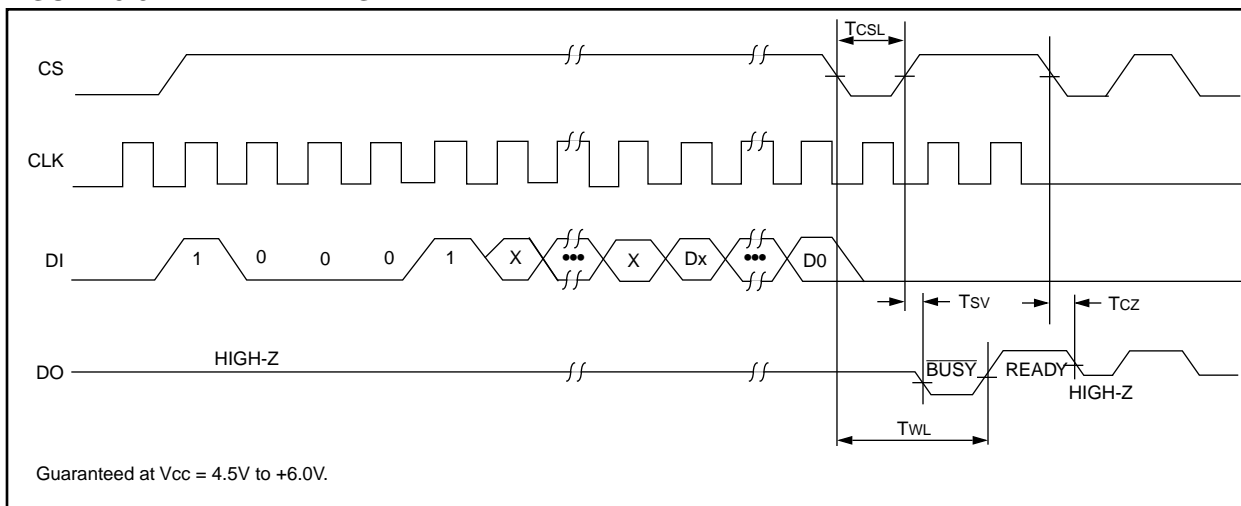 TCSL
CS
CLK
DI
1 0 0 0 1 X ••• X Dx ••• D0
TSV
TCZ
HIGH-Z
DO
BUSY
READY
HIGH-Z
TWL
Guaranteed at Vcc = 4.5V to +6.0V.